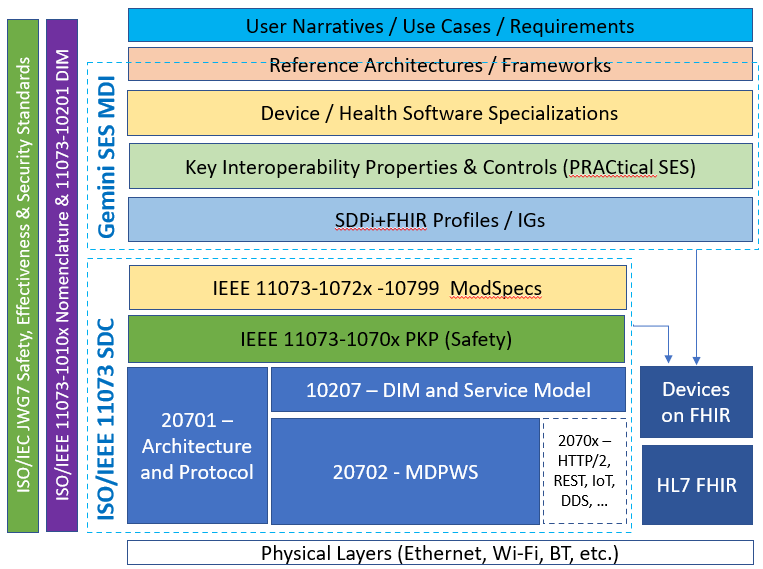 User Narratives / Use Cases / Requirements
Reference Architectures / Frameworks
Device / Health Software Specializations
Key Interoperability Properties & Controls (PRACtical SES)
SDPi+FHIR Profiles / IGs
Gemini SES MDI
ISO/IEC JWG7 Safety, Effectiveness & Security Standards
ISO/IEEE 11073-1010x Nomenclature & 11073-10201 DIM
ISO/IEEE 11073 SDC
IEEE 11073-1072x -10799 ModSpecs
IEEE 11073-1070x PKP (Safety)
20701 –
Architecture
and Protocol
10207 – DIM and Service Model
20702 - MDPWS
2070x –
HTTP/2,
REST, IoT,
DDS, ...
Devices
on FHIR
HL7 FHIR
Physical Layers (Ethernet, Wi-Fi, BT, etc.)